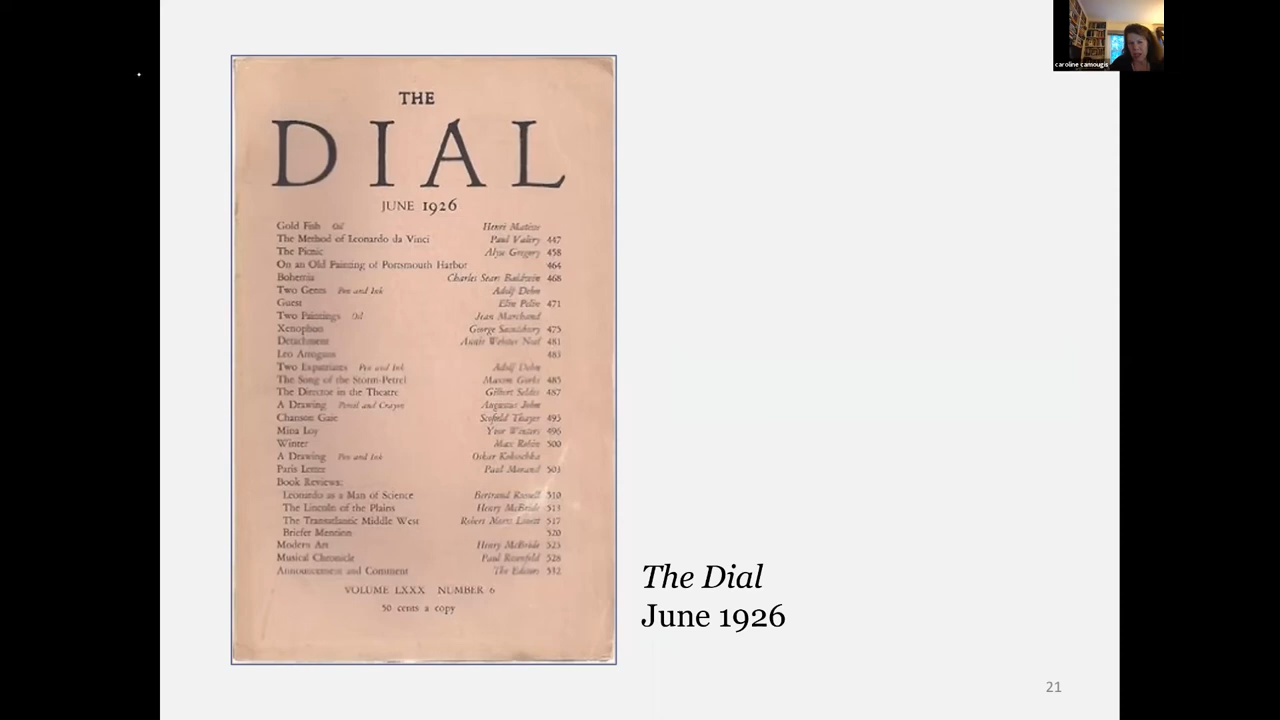 caroline camougis
THE
DIAL
JUNE 1926
Gold Fish Oil Henri Matisse
The Method of Leonardo da Vinci Paul Valery 447
The Picnic Alyse Gregory 458
On an Old Painting of Portsmouth Harbor 464
Bohemia Charles Sears Baldwin 468
Two Genres Pen and Ink Adolf Dehn
Guest Elin Pelin 471
Two Paintings Oil Jean Marchand
Xenophon George Saintsbury 475
Detachment Annie Webster Noel 481
Leo Arrogans 483
Two Expatriates Pen and Ink Adolf Dehn
The Song of the Storm-Petrel Maxim Gorki 485
The Director in the Theatre Gilbert Seldes 487
A Drawing Pencil and Crayon Augustus John
Chanson Gaie Scofield Thayer 495
Mina Loy Yvor Winters 496
Winter Max Robin 500
A Drawing Pen and Ink Oskar Kokoschka
Paris Letter Paul Morand 503
Book Reviews:
Leonardo as a Man of Science Bertrand Russell 510
The Lincoln of the Plains Henry McBride 513
The Transatlantic Middle West Robert Morss Lovett 517
Briefer Mention 520
Modern Art Henry McBride 525
Musical Chronicle Paul Rosenfeld 528
Announcement and Comment The Editors 532
VOLUME LXXX NUMBER 6
50 cents a copy
The Dial
June 1926
21